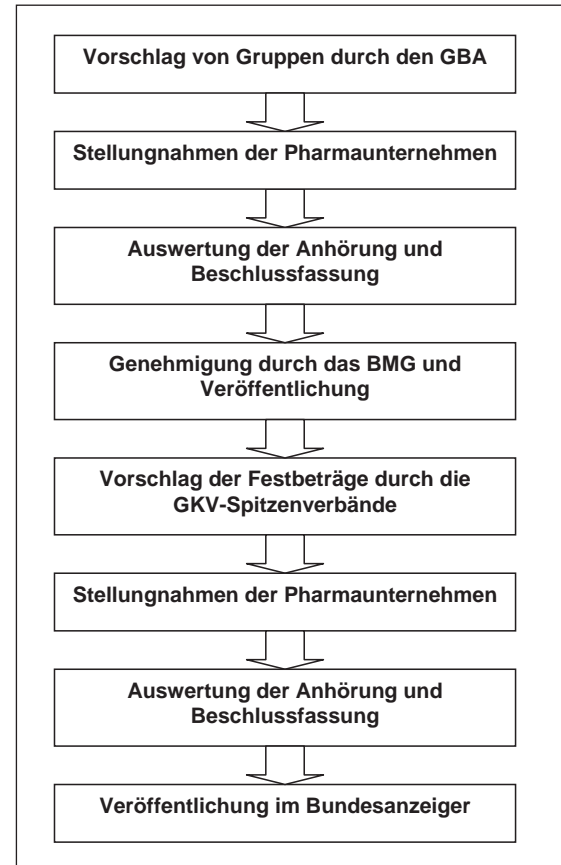 Vorschlag von Gruppen durch den GBA
Stellungnahmen der Pharmaunternehmen
Auswertung der Anhörung und
Beschlussfassung
Genehmigung durch das BMG und
Veröffentlichung
Vorschlag der Festbeträge durch die
GKV-Spitzenverbände
Stellungnahmen der Pharmaunternehmen
Auswertung der Anhörung und
Beschlussfassung
Veröffentlichung im Bundesanzeiger